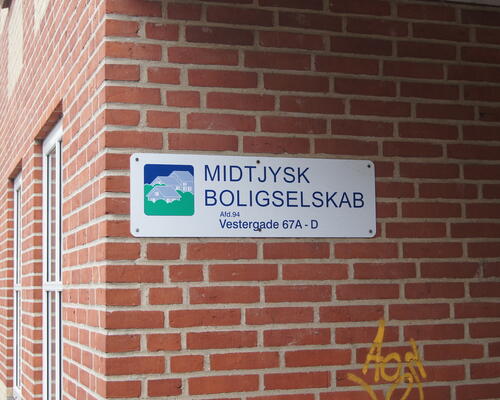 MIDTJYSK
BOLIGSELSKAB
Afd.94
Vestergade 67A - D